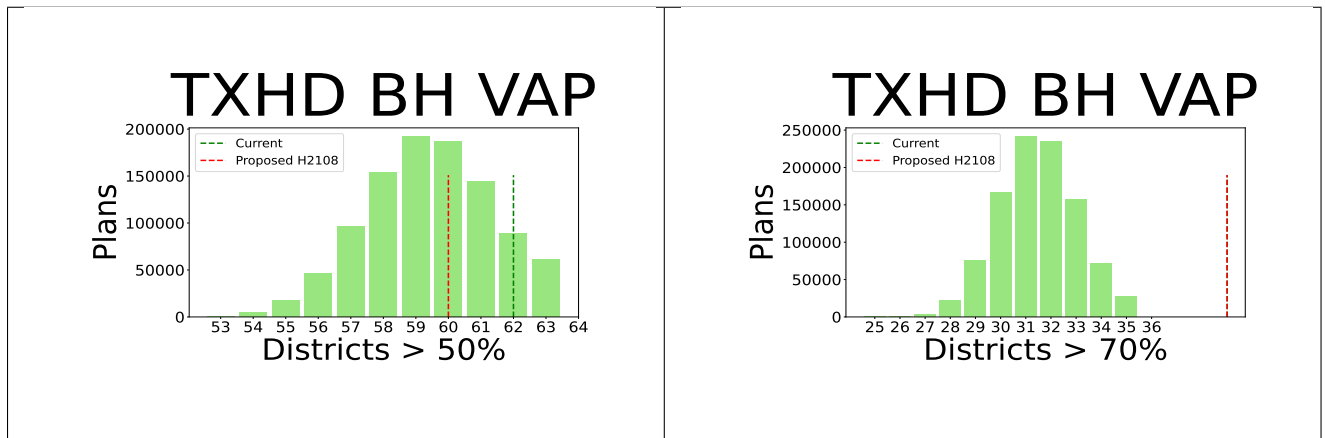 TXHD BH VAP
200000
150000
100000
50000
0
Plans
Current
Proposed H2108
53 54 55 56 57 58 59 60 61 62 63 64
Districts > 50%
TXHD BH VAP
250000
200000
150000
100000
50000
0
Plans
Current
Proposed H2108
25 26 27 28 29 30 31 32 33 34 35 36
Districts > 70%